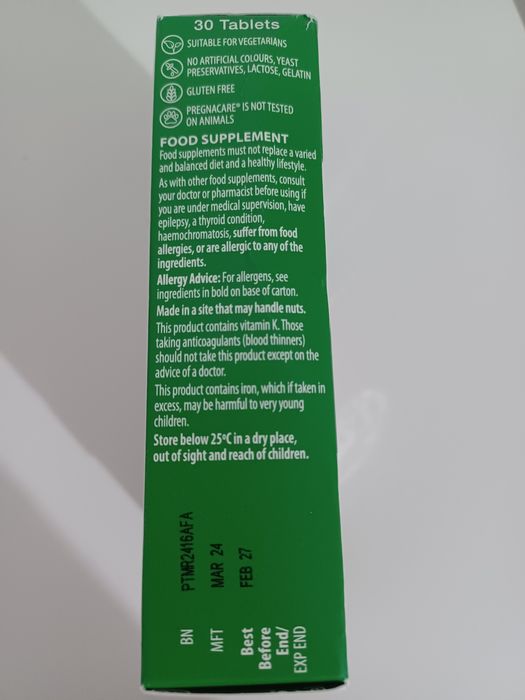 30 Tablets
SUITABLE FOR VEGETARIANS
NO ARTIFICIAL COLOURS, YEAST
PRESERVATIVES, LACTOSE, GELATIN
GLUTEN FREE
PREGNACARE® IS NOT TESTED
ON ANIMALS
FOOD SUPPLEMENT
Food supplements must not replace a varied
and balanced diet and a healthy lifestyle.
As with other food supplements, consult
your doctor or pharmacist before using if
you are under medical supervision, have
epilepsy, a thyroid condition,
haemochromatosis, suffer from food
allergies, or are allergic to any of the
ingredients.
Allergy Advice: For allergens, see
ingredients in bold on base of carton.
Made in a site that may handle nuts.
This product contains vitamin K. Those
taking anticoagulants (blood thinners)
should not take this product except on the
advice of a doctor.
This product contains iron, which if taken in
excess, may be harmful to very young
children.
Store below 25ºC in a dry place,
out of sight and reach of children.
BN PTMR2416AFA
MFT MAR 24
Best FEB 27
Before
End/
EXP END